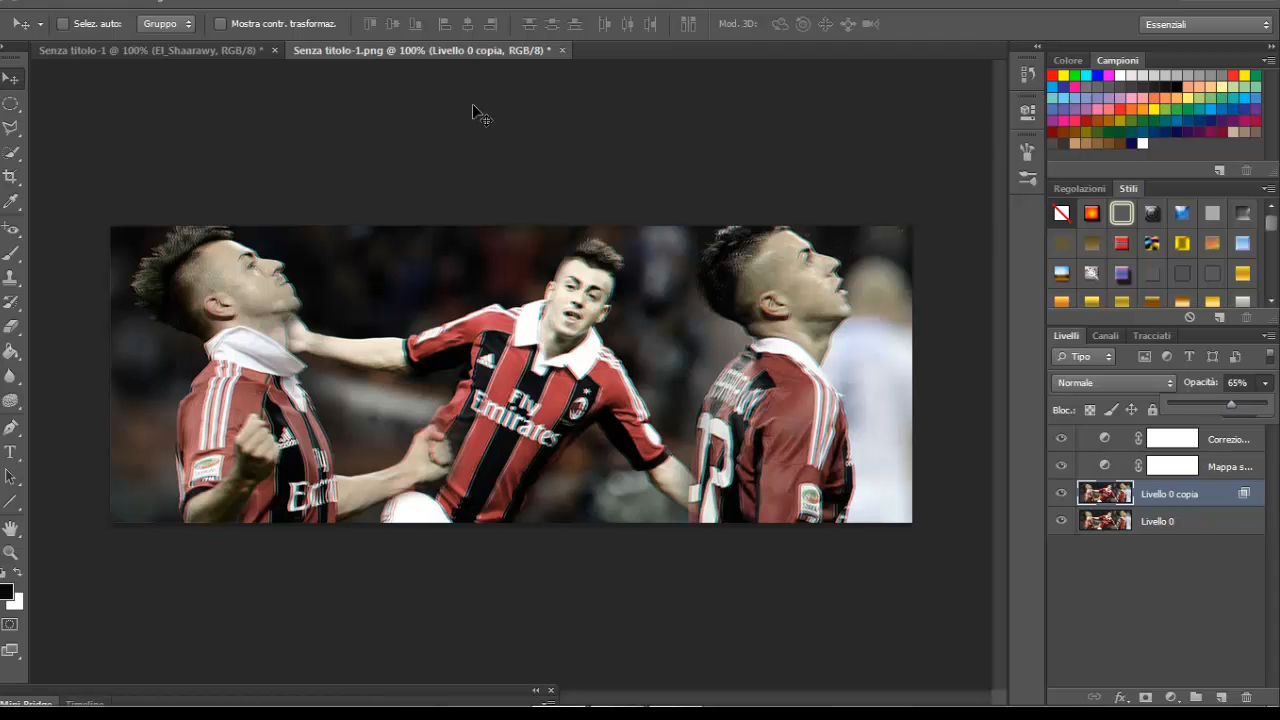 Selez. auto: Gruppo Mostra contr. trasformaz. Mod. 3D: Essenziali
Senza titolo-1 @ 100% (El_Shaarawy, RGB/8) * × Senza titolo-1.png @ 100% (Livello 0 copia, RGB/8) * ×
Colore Campioni
Regolazioni Stili
Fly
Emirates
Livelli Canali Tracciati
Tipo
Normale Opacità: 65%
Bloc.:
Correzio...
Mappa s...
Livello 0 copia
Livello 0
Mini Bridge Timeline